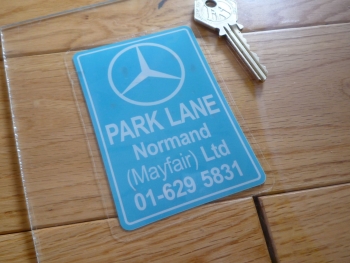 PARK LANE
Normand
(Mayfair) Ltd
01-629 5831